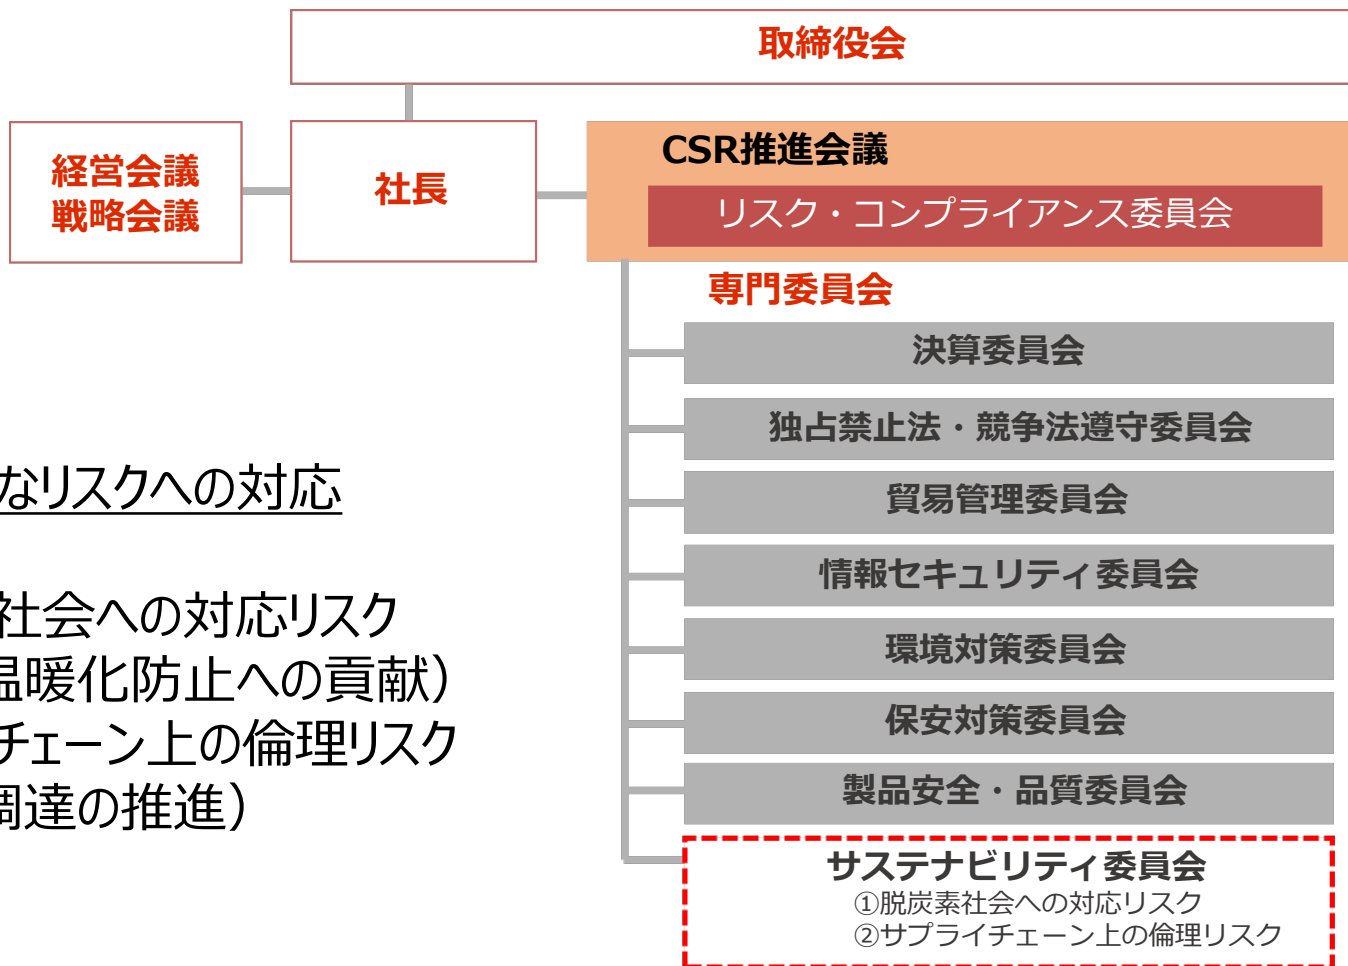 取締役会
経営会議
戦略会議
社長
CSR推進会議
リスク・コンプライアンス委員会
専門委員会
決算委員会
独占禁止法・競争法遵守委員会
貿易管理委員会
情報セキュリティ委員会
環境対策委員会
保安対策委員会
製品安全・品質委員会
サステナビリティ委員会
①脱炭素社会への対応リスク
②サプライチェーン上の倫理リスク
なリスクへの対応
社会への対応リスク
温暖化防止への貢献）
チェーン上の倫理リスク
調達の推進）